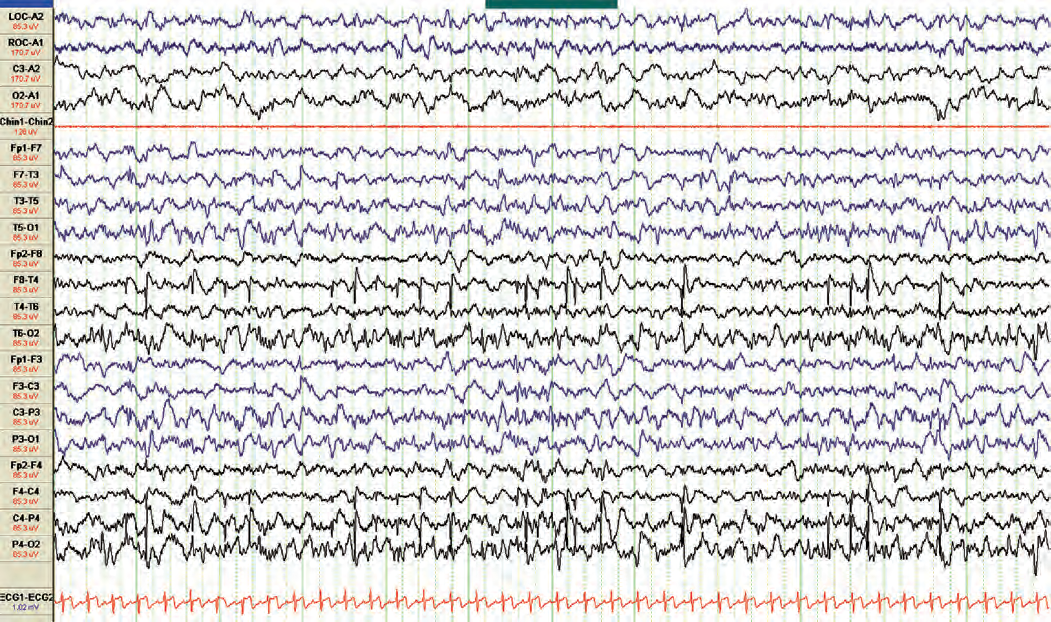 LOC-A2
85.3 uV
ROC-A1
170.7 uV
C3-A2
170.7 uV
O2-A1
170.7 uV
Chin1-Chin2
128 uV
Fp1-F7
85.3 uV
F7-T3
85.3 uV
T3-T5
85.3 uV
T5-O1
85.3 uV
Fp2-F8
85.3 uV
F8-T4
85.3 uV
T4-T6
85.3 uV
T6-O2
85.3 uV
Fp1-F3
85.3 uV
F3-C3
85.3 uV
C3-P3
85.3 uV
P3-O1
85.3 uV
Fp2-F4
85.3 uV
F4-C4
85.3 uV
C4-P4
85.3 uV
P4-O2
85.3 uV
ECG1-ECG2
1.02 mV